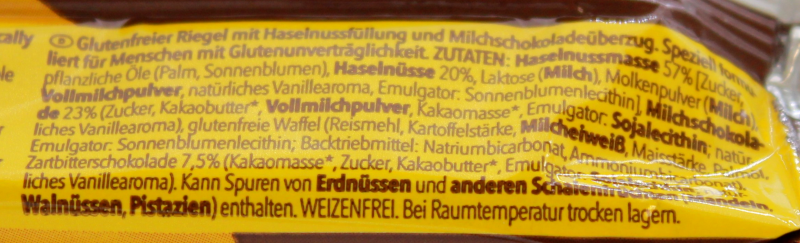 cally
ⓓ Glutenfreier Riegel mit Haselnussfüllung und Milchschokoladeüberzug. Speziell formu-
liert für Menschen mit Glutenunverträglichkeit. ZUTATEN: Haselnussmasse 57% [Zucker,
pflanzliche Öle (Palm, Sonnenblumen), Haselnüsse 20%, Laktose (Milch), Molkenpulver (Milch),
Vollmilchpulver, natürliches Vanillearoma, Emulgator: Sonnenblumenlecithin], Milchschokola-
de 23% (Zucker, Kakaobutter*, Vollmilchpulver, Kakaomasse*, Emulgator: Sojalecithin; natür-
liches Vanillearoma), glutenfreie Waffel (Reismehl, Kartoffelstärke, Milcheiweiß, Maisstärke,
Emulgator: Sonnenblumenlecithin; Backtriebmittel: Natriumbicarbonat,
Zartbitterschokolade 7,5% (Kakaomasse*, Zucker, Kakaobutter*,
liches Vanillearoma). Kann Spuren von Erdnüssen und anderen Schalenfrüchten (Mandeln,
Walnüssen, Pistazien) enthalten. WEIZENFREI. Bei Raumtemperatur trocken lagern.